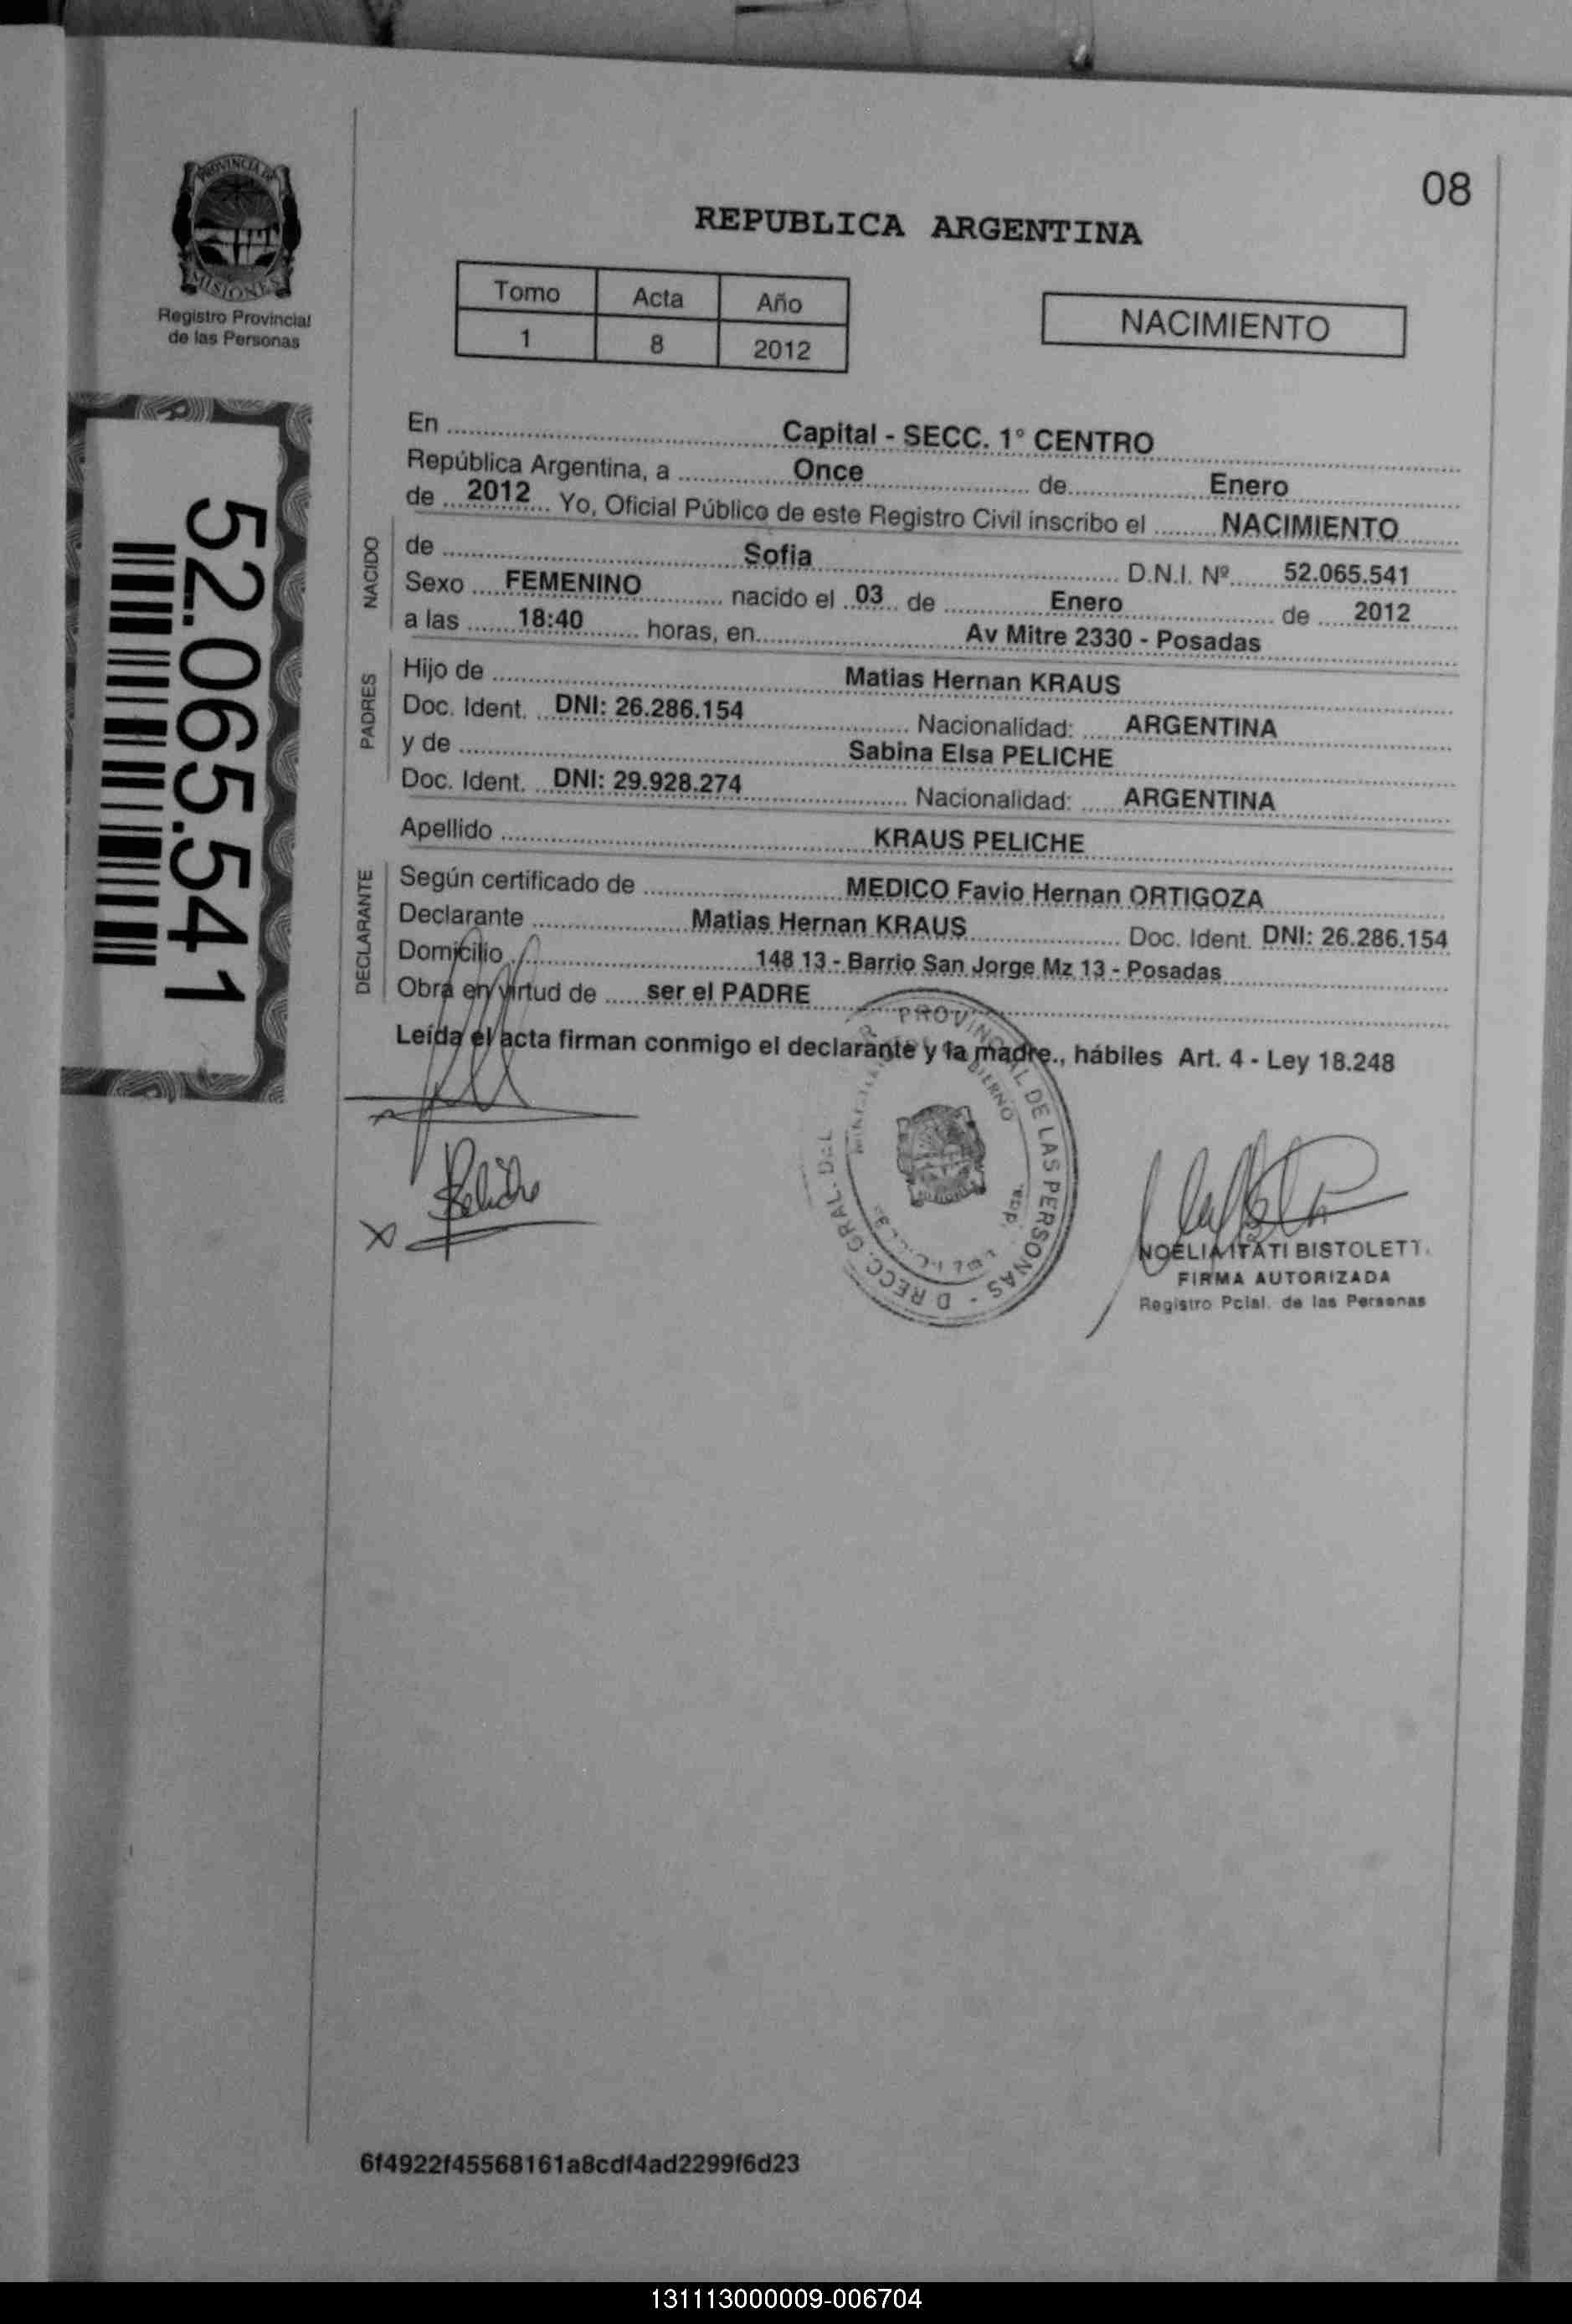 08
PROVINCIA DE
MISIONES
Registro Provincial
de las Personas
REPUBLICA ARGENTINA
Tomo Acta Año
1 8 2012
NACIMIENTO
52.065.541
En Capital - SECC. 1° CENTRO
República Argentina, a Once de Enero
de 2012 Yo, Oficial Público de este Registro Civil inscribo el NACIMIENTO
NACIDO
de Sofia D.N.I. Nº 52.065.541
Sexo FEMENINO nacido el 03 de Enero de 2012
a las 18:40 horas, en Av Mitre 2330 - Posadas
PADRES
Hijo de Matias Hernan KRAUS
Doc. Ident. DNI: 26.286.154 Nacionalidad: ARGENTINA
y de Sabina Elsa PELICHE
Doc. Ident. DNI: 29.928.274 Nacionalidad: ARGENTINA
Apellido KRAUS PELICHE
DECLARANTE
Según certificado de MEDICO Favio Hernan ORTIGOZA
Declarante Matias Hernan KRAUS Doc. Ident. DNI: 26.286.154
Domicilio 148 13 - Barrio San Jorge Mz 13 - Posadas
Obra en virtud de ser el PADRE
Leída el acta firman conmigo el declarante y la madre., hábiles Art. 4 - Ley 18.248
GRAL. DEL
PROVINCIAL DE LAS PERSONAS
Peliche
NOELIA ITATI BISTOLETT.
FIRMA AUTORIZADA
Registro Pcial. de las Personas
6f4922f45568161a8cdf4ad2299f6d23
131113000009-006704